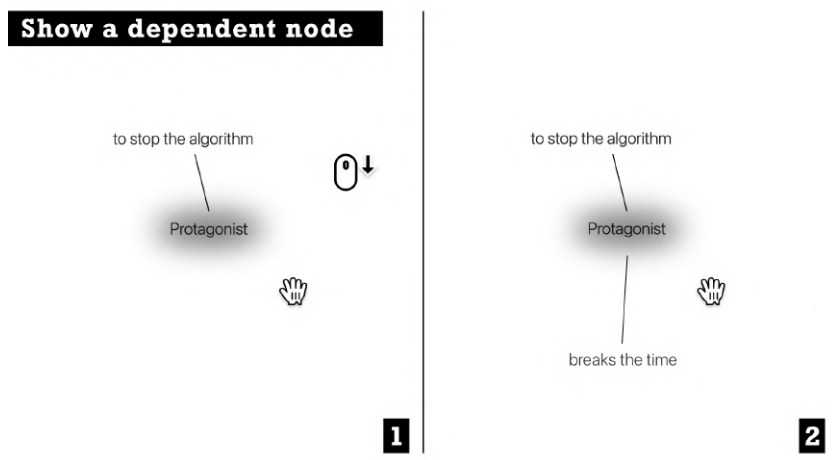 Show a dependent node
to stop the algorithm
Protagonist
1
to stop the algorithm
Protagonist
breaks the time
2